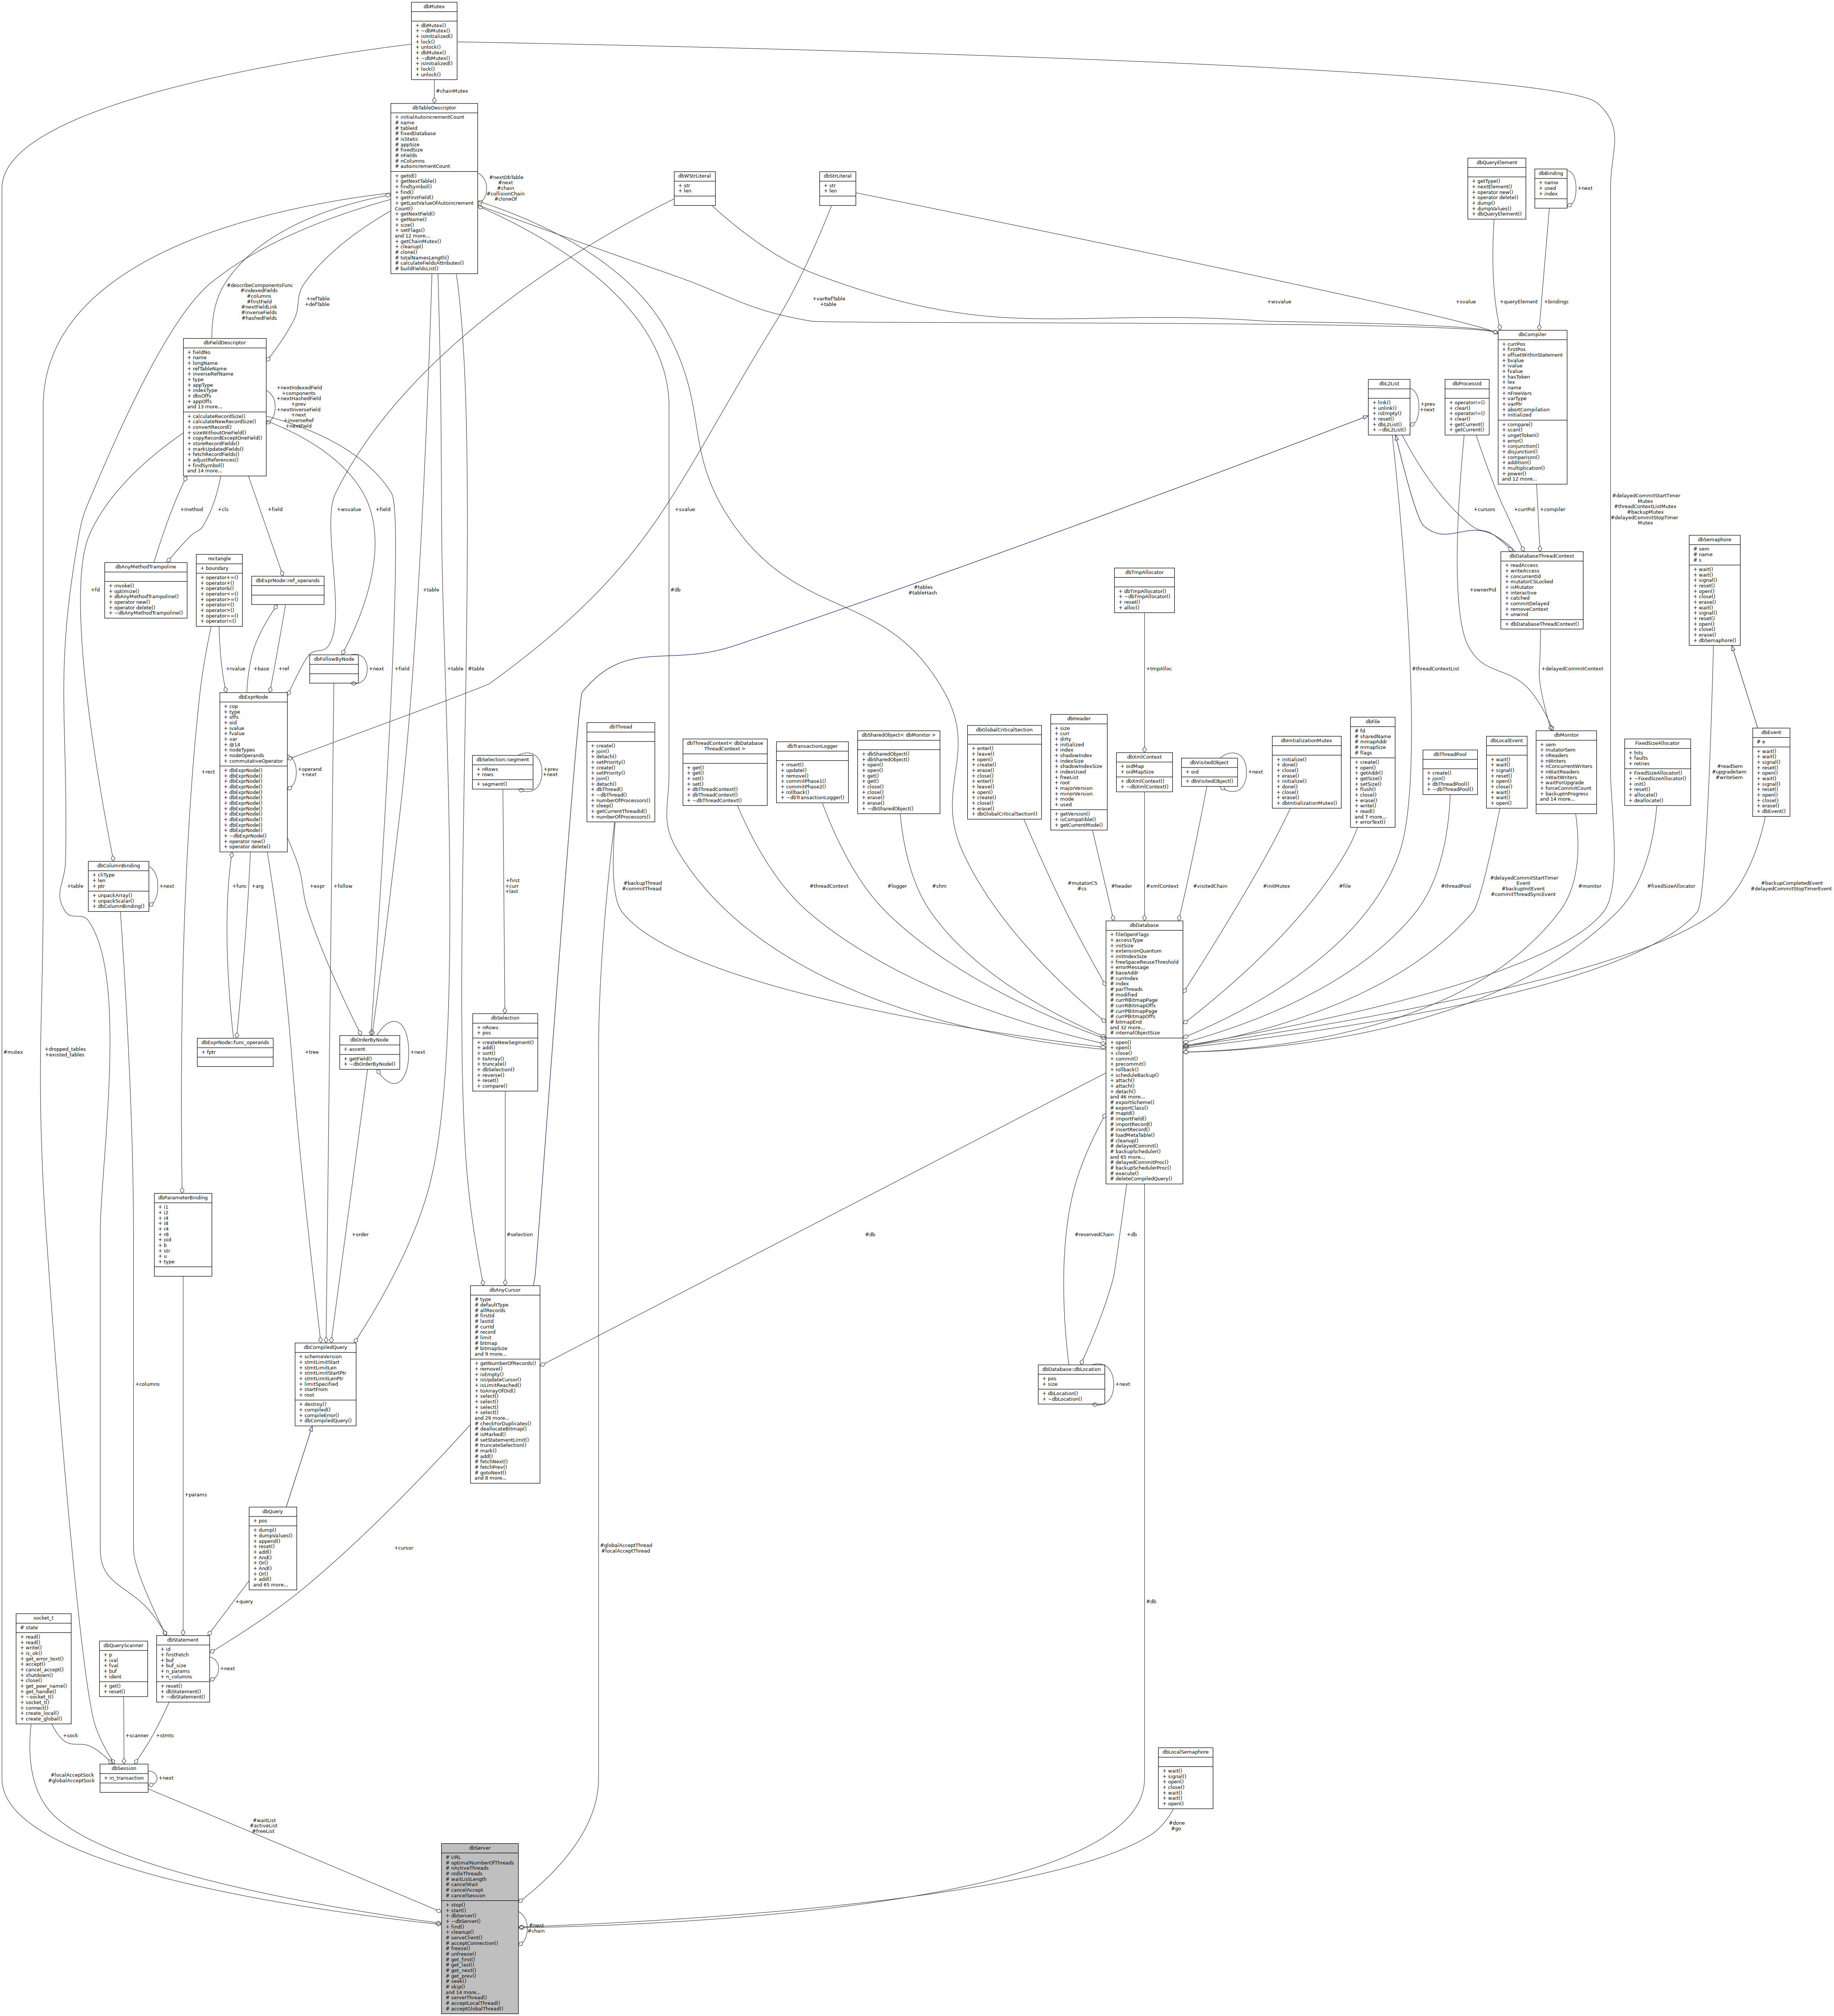 dbMutex
+ dbMutex()
+ ~dbMutex()
+ isInitialized()
+ lock()
+ unlock()
+ dbMutex()
+ ~dbMutex()
+ isInitialized()
+ lock()
+ unlock()
#chainMutex
dbTableDescriptor
+ initialAutoincrementCount
# name
# tableId
# fixedDatabase
# isStatic
# appSize
# fixedSize
# nFields
# nColumns
# autoincrementCount
+ getId()
+ getNextTable()
+ findSymbol()
+ find()
+ getFirstField()
+ getLastValueOfAutoincrement
Count()
+ getNextField()
+ getName()
+ size()
+ setFlags()
and 12 more...
+ getChainMutex()
+ cleanup()
# clone()
# totalNamesLength()
# calculateFieldsAttributes()
# buildFieldsList()
#nextDbTable
#next
#chain
#collisionChain
#cloneOf
dbWStrLiteral
+ str
+ len
dbStrLiteral
+ str
+ len
dbQueryElement
+ getType()
+ nextElement()
+ operator new()
+ operator delete()
+ dump()
+ dumpValues()
+ dbQueryElement()
dbBinding
+ name
+ used
+ index
+next
#describeComponentsFunc
#indexedFields
#columns
#firstField
#nextFieldLink
#inverseFields
#hashedFields
+refTable
+defTable
+varRefTable
+table
+wsvalue
+svalue
+queryElement
+bindings
dbFieldDescriptor
+ fieldNo
+ name
+ longName
+ refTableName
+ inverseRefName
+ type
+ appType
+ indexType
+ dbsOffs
+ appOffs
and 13 more...
+ calculateRecordSize()
+ calculateNewRecordSize()
+ convertRecord()
+ sizeWithoutOneField()
+ copyRecordExceptOneField()
+ storeRecordFields()
+ markUpdatedFields()
+ fetchRecordFields()
+ adjustReferences()
+ findSymbol()
and 14 more...
+nextIndexedField
+components
+nextHashedField
+prev
+nextInverseField
+next
+inverseRef
+nextField
dbCompiler
+ currPos
+ firstPos
+ offsetWithinStatement
+ bvalue
+ ivalue
+ fvalue
+ hasToken
+ lex
+ name
+ nFreeVars
+ varType
+ varPtr
+ abortCompilation
+ initialized
+ compare()
+ scan()
+ ungetToken()
+ error()
+ conjunction()
+ disjunction()
+ comparison()
+ addition()
+ multiplication()
+ power()
and 12 more...
dbL2List
+ link()
+ unlink()
+ isEmpty()
+ reset()
+ dbL2List()
+ ~dbL2List()
+prev
+next
dbProcessId
+ operator!=()
+ clear()
+ operator!=()
+ clear()
+ getCurrent()
+ getCurrent()
+method
+cls
+field
+wsvalue
+field
+svalue
+cursors
+currPid
+compiler
#delayedCommitStartTimer
Mutex
#threadContextListMutex
#backupMutex
#delayedCommitStopTimer
Mutex
dbAnyMethodTrampoline
+ invoke()
+ optimize()
+ dbAnyMethodTrampoline()
+ operator new()
+ operator delete()
+ ~dbAnyMethodTrampoline()
rectangle
+ boundary
+ operator+=()
+ operator+()
+ operator&()
+ operator<=()
+ operator>=()
+ operator<()
+ operator>()
+ operator==()
+ operator!=()
dbExprNode::ref_operands
+fd
+table
#db
#tables
#tableHash
+ownerPid
dbDatabaseThreadContext
+ readAccess
+ writeAccess
+ concurrentId
+ mutatorCSLocked
+ isMutator
+ interactive
+ catched
+ commitDelayed
+ removeContext
+ unwind
+ dbDatabaseThreadContext()
dbSemaphore
# sem
# name
# s
+ wait()
+ wait()
+ signal()
+ reset()
+ open()
+ close()
+ erase()
+ wait()
+ signal()
+ reset()
+ open()
+ close()
+ erase()
+ dbSemaphore()
dbTmpAllocator
+ dbTmpAllocator()
+ ~dbTmpAllocator()
+ reset()
+ alloc()
+rvalue
+base
+ref
dbFollowByNode
+next
+field
+table
#table
+tmpAlloc
#threadContextList
+delayedCommitContext
dbExprNode
+ cop
+ type
+ offs
+ oid
+ ivalue
+ fvalue
+ var
+ @14
+ nodeTypes
+ nodeOperands
+ commutativeOperator
+ dbExprNode()
+ dbExprNode()
+ dbExprNode()
+ dbExprNode()
+ dbExprNode()
+ dbExprNode()
+ dbExprNode()
+ dbExprNode()
+ dbExprNode()
+ dbExprNode()
+ dbExprNode()
+ dbExprNode()
+ ~dbExprNode()
+ operator new()
+ operator delete()
+operand
+next
+rect
dbSelection::segment
+ nRows
+ rows
+ segment()
+prev
+next
dbThread
+ create()
+ join()
+ detach()
+ setPriority()
+ create()
+ setPriority()
+ join()
+ detach()
+ dbThread()
+ ~dbThread()
+ numberOfProcessors()
+ sleep()
+ getCurrentThreadId()
+ numberOfProcessors()
dbThreadContext< dbDatabase
ThreadContext >
+ get()
+ get()
+ set()
+ set()
+ dbThreadContext()
+ dbThreadContext()
+ ~dbThreadContext()
dbTransactionLogger
+ insert()
+ update()
+ remove()
+ commitPhase1()
+ commitPhase2()
+ rollback()
+ ~dbTransactionLogger()
dbSharedObject< dbMonitor >
+ dbSharedObject()
+ dbSharedObject()
+ open()
+ open()
+ get()
+ get()
+ close()
+ close()
+ erase()
+ erase()
+ ~dbSharedObject()
dbGlobalCriticalSection
+ enter()
+ leave()
+ open()
+ create()
+ erase()
+ close()
+ enter()
+ leave()
+ open()
+ create()
+ close()
+ erase()
+ dbGlobalCriticalSection()
dbHeader
+ size
+ curr
+ dirty
+ initialized
+ index
+ shadowIndex
+ indexSize
+ shadowIndexSize
+ indexUsed
+ freeList
+ root
+ majorVersion
+ minorVersion
+ mode
+ used
+ getVersion()
+ isCompatible()
+ getCurrentMode()
dbXmlContext
+ oidMap
+ oidMapSize
+ dbXmlContext()
+ ~dbXmlContext()
dbVisitedObject
+ oid
+ dbVisitedObject()
+next
dbInitializationMutex
+ initialize()
+ done()
+ close()
+ erase()
+ initialize()
+ done()
+ close()
+ erase()
+ dbInitializationMutex()
dbFile
# fd
# sharedName
# mmapAddr
# mmapSize
# flags
+ create()
+ open()
+ getAddr()
+ getSize()
+ setSize()
+ flush()
+ close()
+ erase()
+ write()
+ read()
and 7 more...
+ errorText()
dbThreadPool
+ create()
+ join()
+ dbThreadPool()
+ ~dbThreadPool()
dbLocalEvent
+ wait()
+ wait()
+ signal()
+ reset()
+ open()
+ close()
+ wait()
+ wait()
+ open()
dbMonitor
+ sem
+ mutatorSem
+ nReaders
+ nWriters
+ nConcurrentWriters
+ nWaitReaders
+ nWaitWriters
+ waitForUpgrade
+ forceCommitCount
+ backupInProgress
and 14 more...
FixedSizeAllocator
+ hits
+ faults
+ retries
+ FixedSizeAllocator()
+ ~FixedSizeAllocator()
+ init()
+ reset()
+ allocate()
+ deallocate()
#readSem
#upgradeSem
#writeSem
dbEvent
# e
+ wait()
+ wait()
+ signal()
+ reset()
+ open()
+ wait()
+ signal()
+ reset()
+ open()
+ close()
+ erase()
+ dbEvent()
+table
dbColumnBinding
+ cliType
+ len
+ ptr
+ unpackArray()
+ unpackScalar()
+ dbColumnBinding()
+next
+func
+arg
+expr
+follow
+first
+curr
+last
#backupThread
#commitThread
#threadContext
#logger
#shm
#mutatorCS
#cs
#header
#xmlContext
#visitedChain
#initMutex
#file
#threadPool
#delayedCommitStartTimer
Event
#backupInitEvent
#commitThreadSyncEvent
#monitor
#fixedSizeAllocator
#backupCompletedEvent
#delayedCommitStopTimerEvent
dbDatabase
+ fileOpenFlags
+ accessType
+ initSize
+ extensionQuantum
+ initIndexSize
+ freeSpaceReuseThreshold
+ errorMessage
# baseAddr
# currIndex
# index
# parThreads
# modified
# currRBitmapPage
# currRBitmapOffs
# currPBitmapPage
# currPBitmapOffs
# bitmapEnd
and 32 more...
# internalObjectSize
+ open()
+ open()
+ close()
+ commit()
+ precommit()
+ rollback()
+ scheduleBackup()
+ attach()
+ attach()
+ detach()
and 46 more...
# exportScheme()
# exportClass()
# mapId()
# importField()
# importRecord()
# insertRecord()
# loadMetaTable()
# cleanup()
# delayedCommit()
# backupScheduler()
and 65 more...
# delayedCommitProc()
# backupSchedulerProc()
# execute()
# deleteCompiledQuery()
#mutex
+dropped_tables
+existed_tables
dbExprNode::func_operands
+ fptr
+tree
dbOrderByNode
+ ascent
+ getField()
+ ~dbOrderByNode()
+next
dbSelection
+ nRows
+ pos
+ createNewSegment()
+ add()
+ sort()
+ toArray()
+ truncate()
+ dbSelection()
+ reverse()
+ reset()
+ compare()
dbParameterBinding
+ i1
+ i2
+ i4
+ i8
+ r4
+ r8
+ oid
+ b
+ str
+ u
+ type
+order
#selection
#db
#reservedChain
+db
dbAnyCursor
# type
# defaultType
# allRecords
# firstId
# lastId
# currId
# record
# limit
# bitmap
# bitmapSize
and 9 more...
+ getNumberOfRecords()
+ remove()
+ isEmpty()
+ isUpdateCursor()
+ isLimitReached()
+ toArrayOfOid()
+ select()
+ select()
+ select()
+ select()
and 29 more...
# checkForDuplicates()
# deallocateBitmap()
# isMarked()
# setStatementLimit()
# truncateSelection()
# mark()
# add()
# fetchNext()
# fetchPrev()
# gotoNext()
and 8 more...
dbCompiledQuery
+ schemeVersion
+ stmtLimitStart
+ stmtLimitLen
+ stmtLimitStartPtr
+ stmtLimitLenPtr
+ limitSpecified
+ startFrom
+ root
+ destroy()
+ compiled()
+ compileError()
+ dbCompiledQuery()
dbDatabase::dbLocation
+ pos
+ size
+ dbLocation()
+ ~dbLocation()
+next
+columns
+params
dbQuery
+ pos
+ dump()
+ dumpValues()
+ append()
+ reset()
+ add()
+ And()
+ Or()
+ And()
+ Or()
+ add()
and 65 more...
+cursor
#globalAcceptThread
#localAcceptThread
#db
+query
socket_t
# state
+ read()
+ read()
+ write()
+ is_ok()
+ get_error_text()
+ accept()
+ cancel_accept()
+ shutdown()
+ close()
+ get_peer_name()
+ get_handle()
+ ~socket_t()
+ socket_t()
+ connect()
+ create_local()
+ create_global()
dbQueryScanner
+ p
+ ival
+ fval
+ buf
+ ident
+ get()
+ reset()
dbStatement
+ id
+ firstFetch
+ buf
+ buf_size
+ n_params
+ n_columns
+ reset()
+ dbStatement()
+ ~dbStatement()
+next
+sock
+scanner
+stmts
#localAcceptSock
#globalAcceptSock
dbSession
+ in_transaction
+next
dbLocalSemaphore
+ wait()
+ signal()
+ open()
+ close()
+ wait()
+ wait()
+ open()
#waitList
#activeList
#freeList
#done
#go
dbServer
# URL
# optimalNumberOfThreads
# nActiveThreads
# nIdleThreads
# waitListLength
# cancelWait
# cancelAccept
# cancelSession
+ stop()
+ start()
+ dbServer()
+ ~dbServer()
+ find()
+ cleanup()
# serveClient()
# acceptConnection()
# freeze()
# unfreeze()
# get_first()
# get_last()
# get_next()
# get_prev()
# seek()
# skip()
and 14 more...
# serverThread()
# acceptLocalThread()
# acceptGlobalThread()
#next
#chain